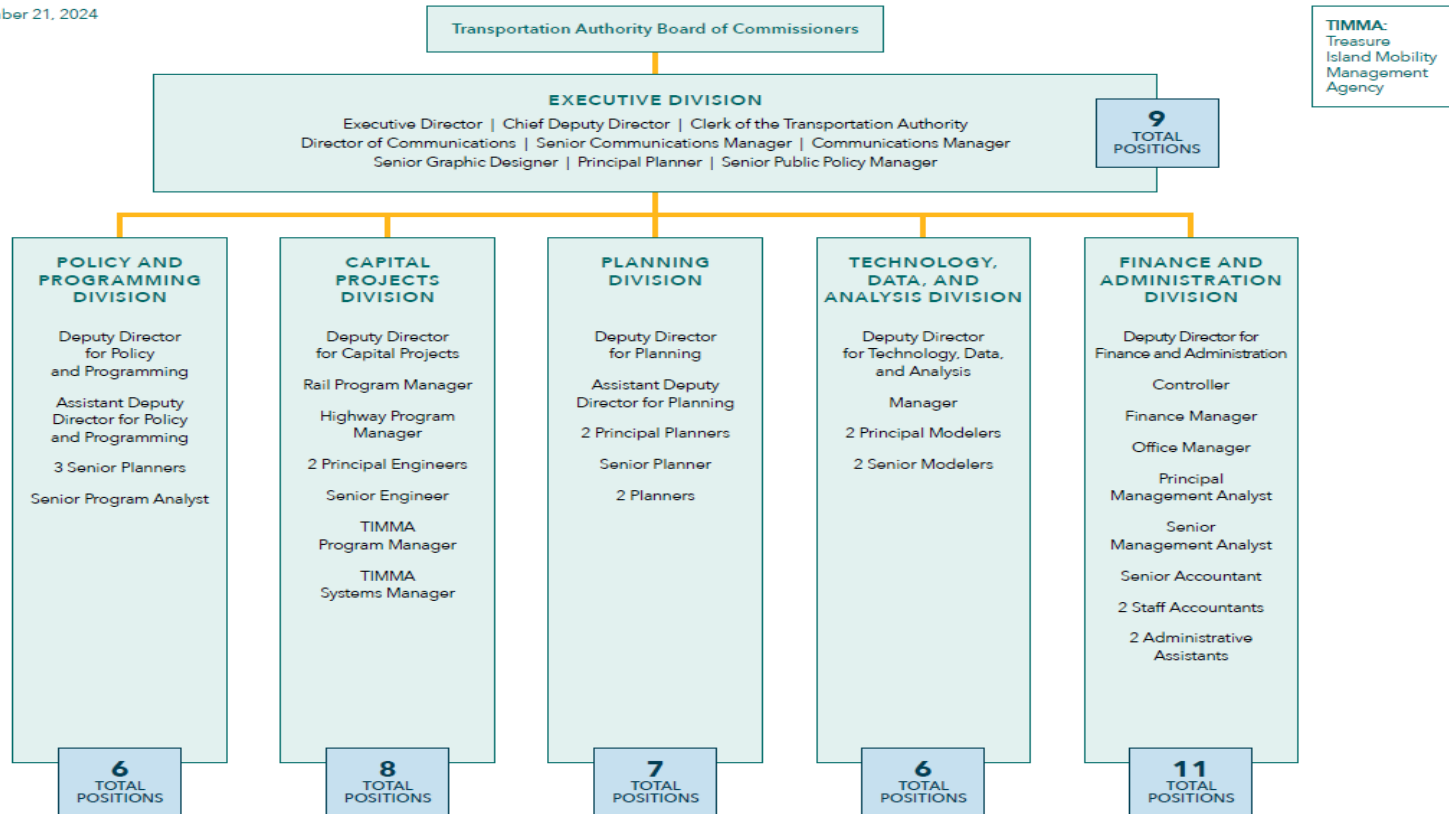 21, 2024
Transportation Authority Board of Commissioners
TIMMA:
Treasure
Island Mobility
Management
Agency
EXECUTIVE DIVISION
Executive Director | Chief Deputy Director | Clerk of the Transportation Authority
Director of Communications | Senior Communications Manager | Communications Manager
Senior Graphic Designer | Principal Planner | Senior Public Policy Manager
9
TOTAL
POSITIONS
POLICY AND
PROGRAMMING
DIVISION
Deputy Director
for Policy
and Programming
Assistant Deputy
Director for Policy
and Programming
3 Senior Planners
Senior Program Analyst
6
TOTAL
POSITIONS
CAPITAL
PROJECTS
DIVISION
Deputy Director
for Capital Projects
Rail Program Manager
Highway Program
Manager
2 Principal Engineers
Senior Engineer
TIMMA
Program Manager
TIMMA
Systems Manager
8
TOTAL
POSITIONS
PLANNING
DIVISION
Deputy Director
for Planning
Assistant Deputy
Director for Planning
2 Principal Planners
Senior Planner
2 Planners
7
TOTAL
POSITIONS
TECHNOLOGY,
DATA, AND
ANALYSIS DIVISION
Deputy Director
for Technology, Data,
and Analysis
Manager
2 Principal Modelers
2 Senior Modelers
6
TOTAL
POSITIONS
FINANCE AND
ADMINISTRATION
DIVISION
Deputy Director for
Finance and Administration
Controller
Finance Manager
Office Manager
Principal
Management Analyst
Senior
Management Analyst
Senior Accountant
2 Staff Accountants
2 Administrative
Assistants
11
TOTAL
POSITIONS